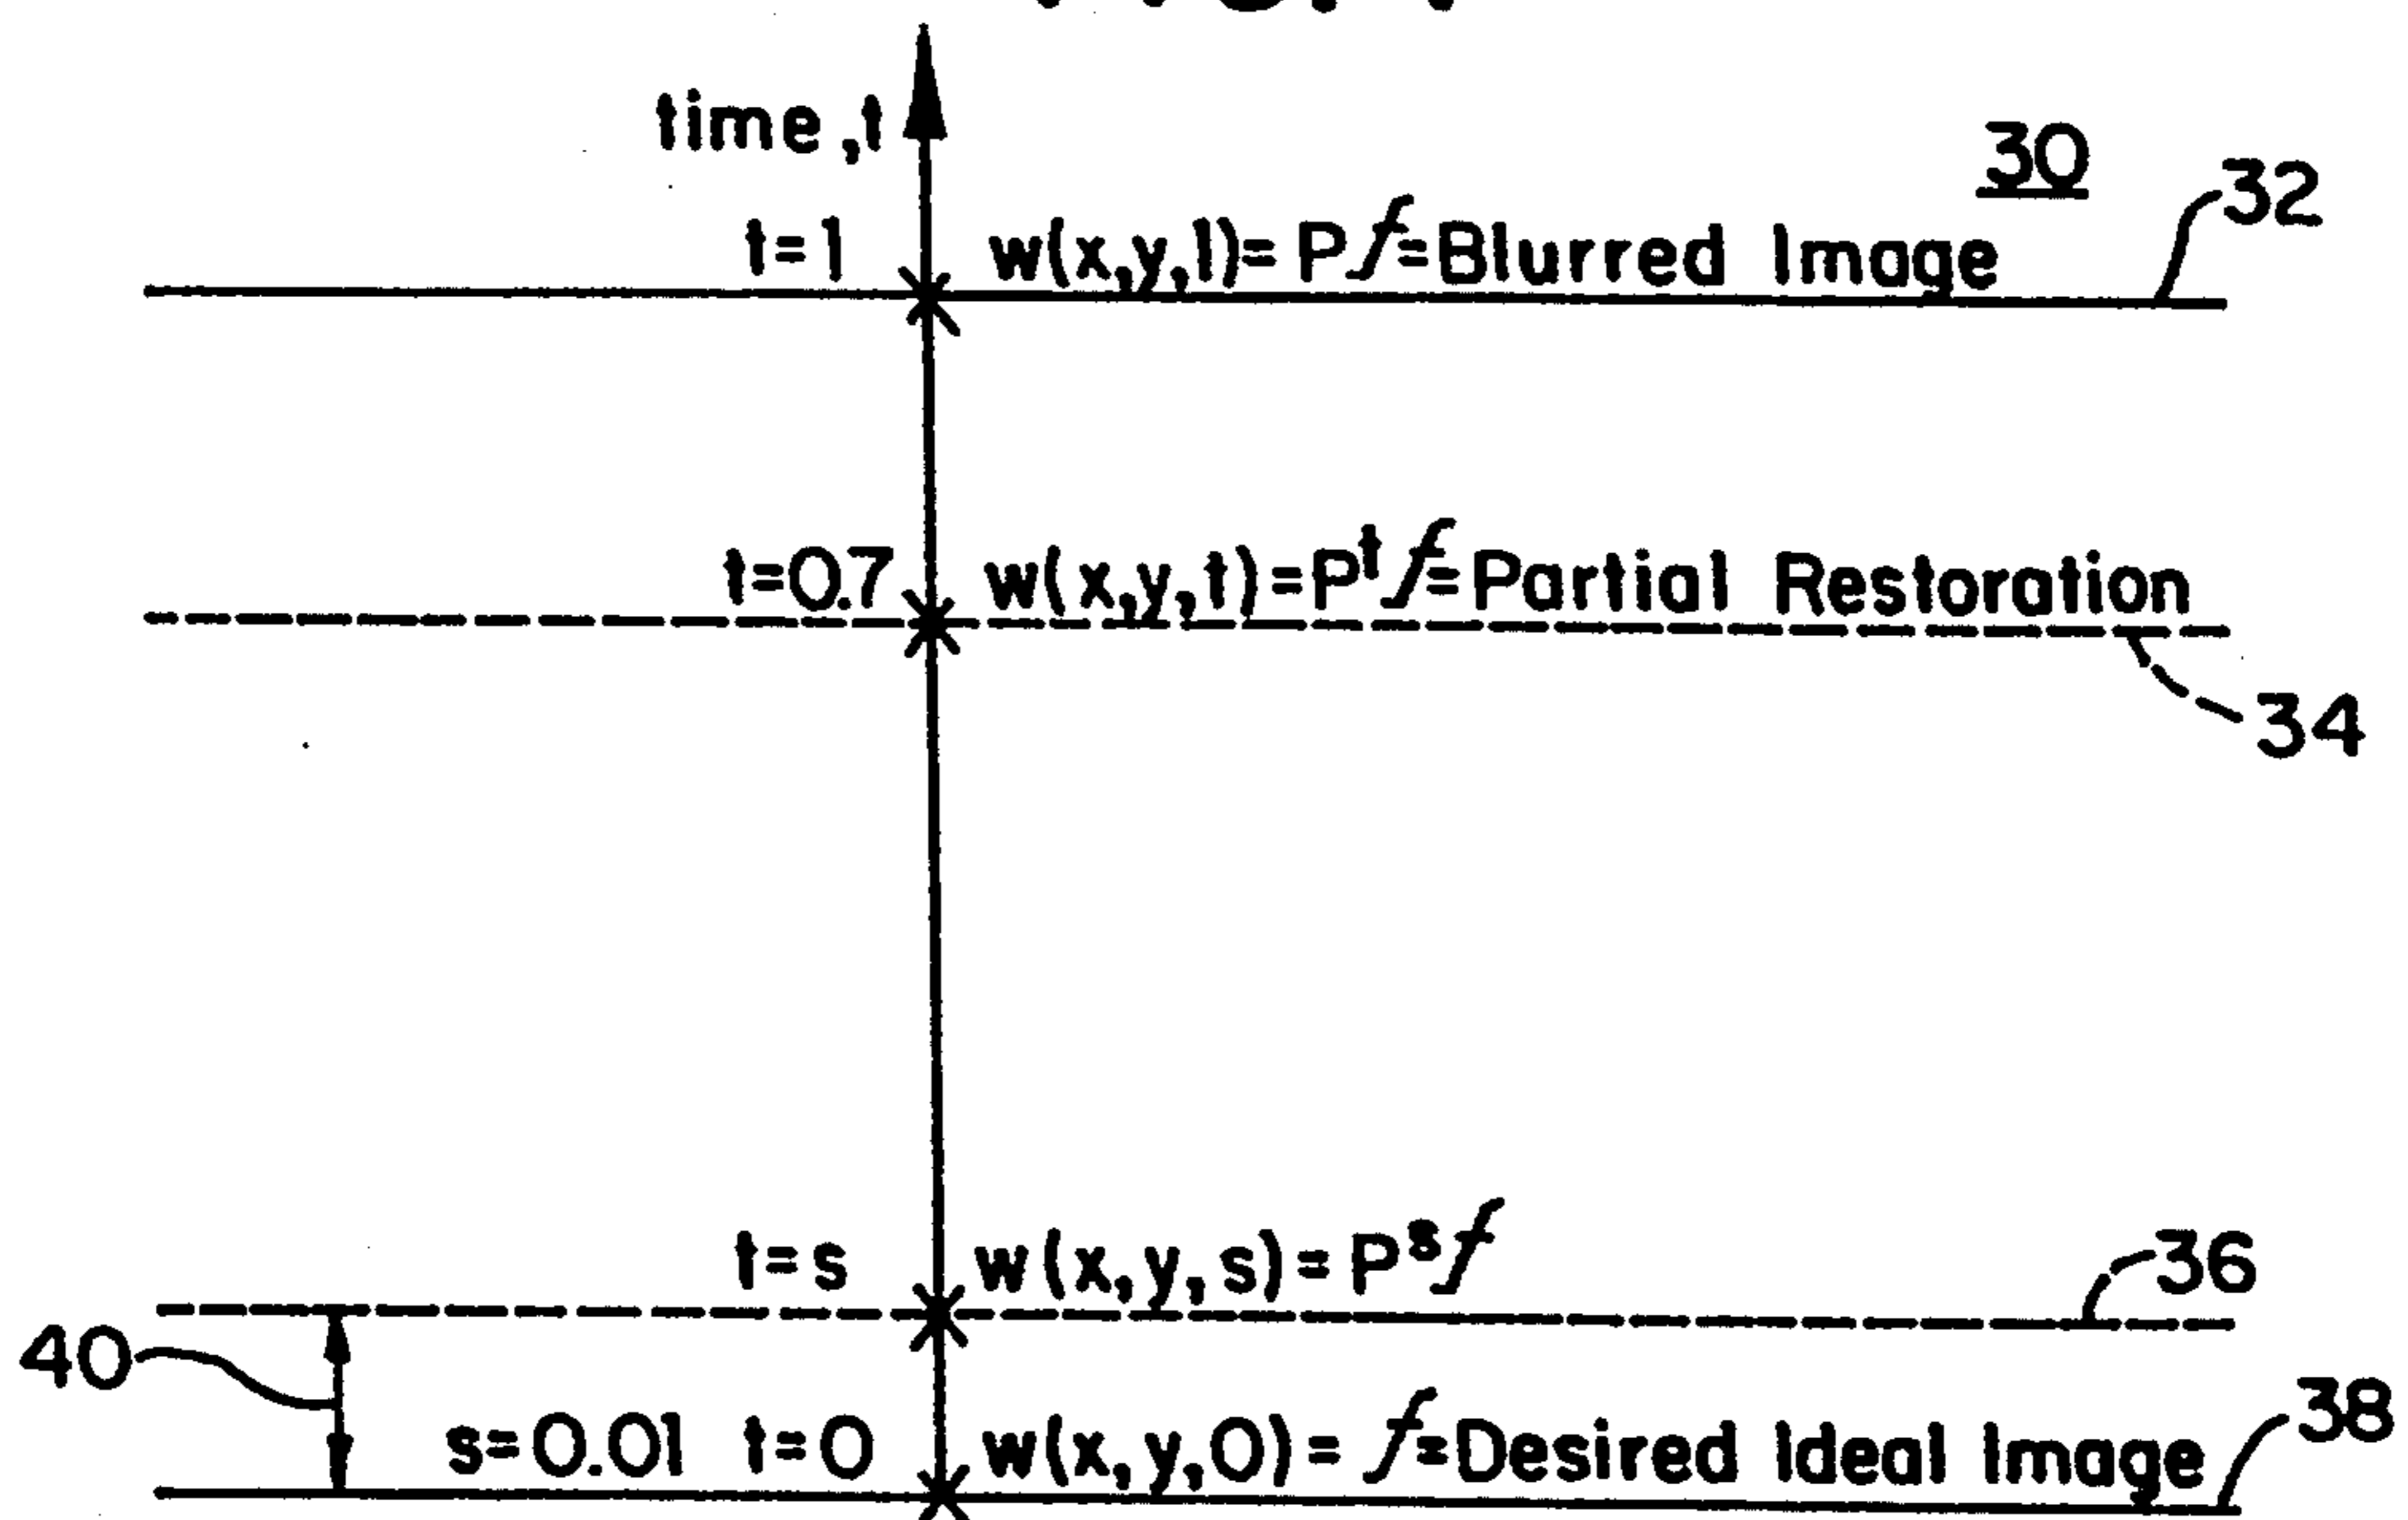 time,t
30
32
t=1 w(x,y,1)= Pf=Blurred Image
t=0.7 w(x,y,t)=P^t f=Partial Restoration
34
t=s w(x,y,s)=P^s f
36
40
s=0.01 t=0 w(x,y,0)= f=Desired Ideal Image
38